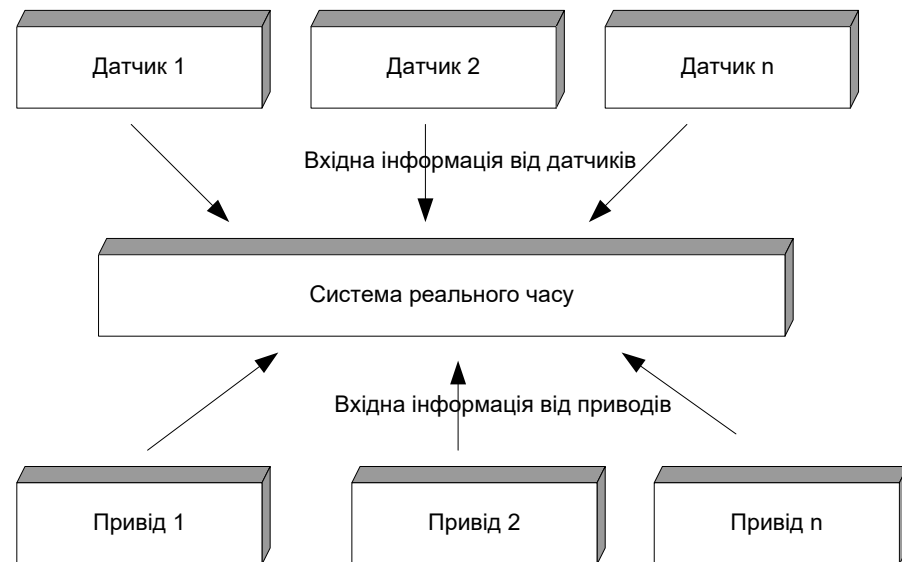 Датчик 1
Датчик 2
Датчик n
Вхідна інформація від датчиків
Система реального часу
Вхідна інформація від приводів
Привід 1
Привід 2
Привід n